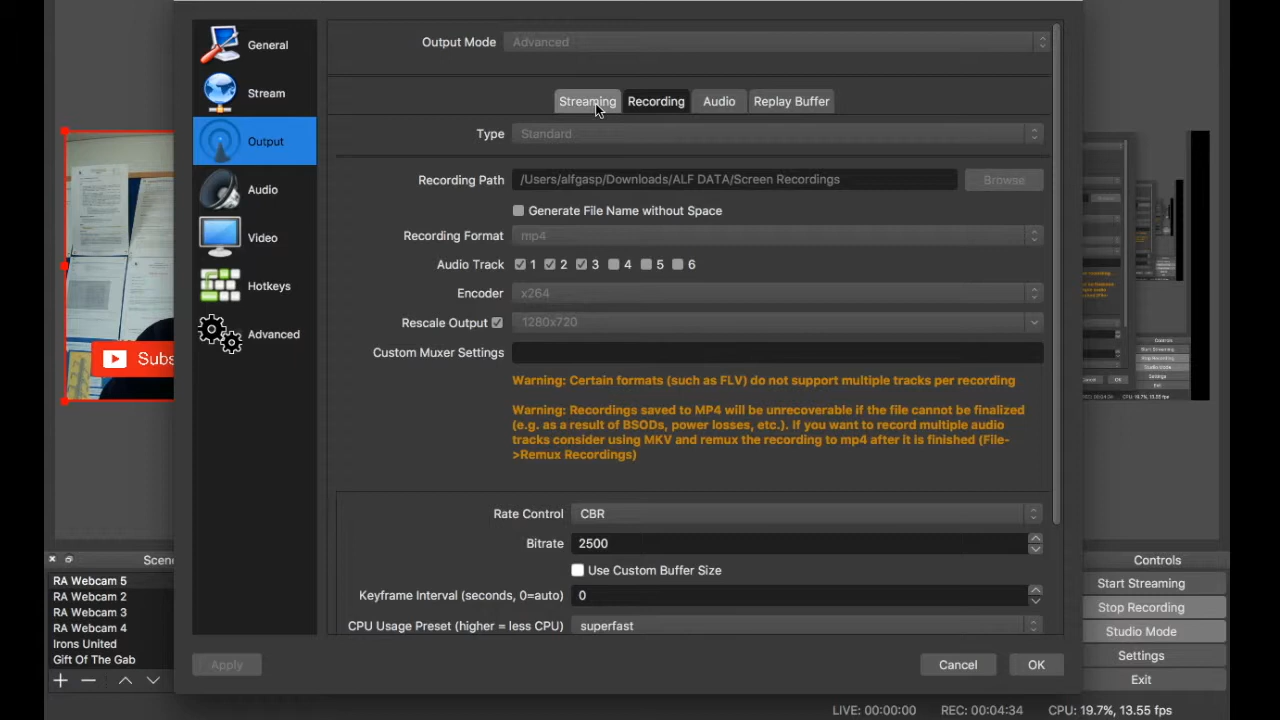 General
Stream
Output
Audio
Video
Hotkeys
Advanced
Output Mode Advanced
Streaming Recording Audio Replay Buffer
Type Standard
Recording Path /Users/alfgasp/Downloads/ALF DATA/Screen Recordings Browse
Generate File Name without Space
Recording Format mp4
Audio Track 1 2 3 4 5 6
Encoder x264
Rescale Output 1280x720
Custom Muxer Settings
Warning: Certain formats (such as FLV) do not support multiple tracks per recording
Warning: Recordings saved to MP4 will be unrecoverable if the file cannot be finalized
(e.g. as a result of BSODs, power losses, etc.). If you want to record multiple audio
tracks consider using MKV and remux the recording to mp4 after it is finished (File-
>Remux Recordings)
Rate Control CBR
Bitrate 2500
Use Custom Buffer Size
Keyframe Interval (seconds, 0=auto) 0
CPU Usage Preset (higher = less CPU) superfast
Apply Cancel OK
Subs
Scene
RA Webcam 5
RA Webcam 2
RA Webcam 3
RA Webcam 4
Irons United
Gift Of The Gab
Controls
Start Streaming
Stop Recording
Studio Mode
Settings
Exit
LIVE: 00:00:00 REC: 00:04:34 CPU: 19.7%, 13.55 fps